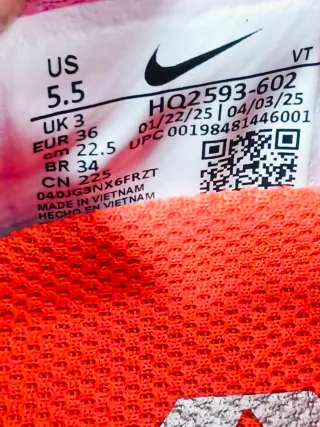 US
5.5
UK 3
EUR 36
cm 22.5
BR 34
CN 225
04DJG3NX6FRZT
MADE IN VIETNAM
HECHO EN VIETNAM
VT
HQ2593-602
01/22/25 | 04/03/25
UPC 00198481446001